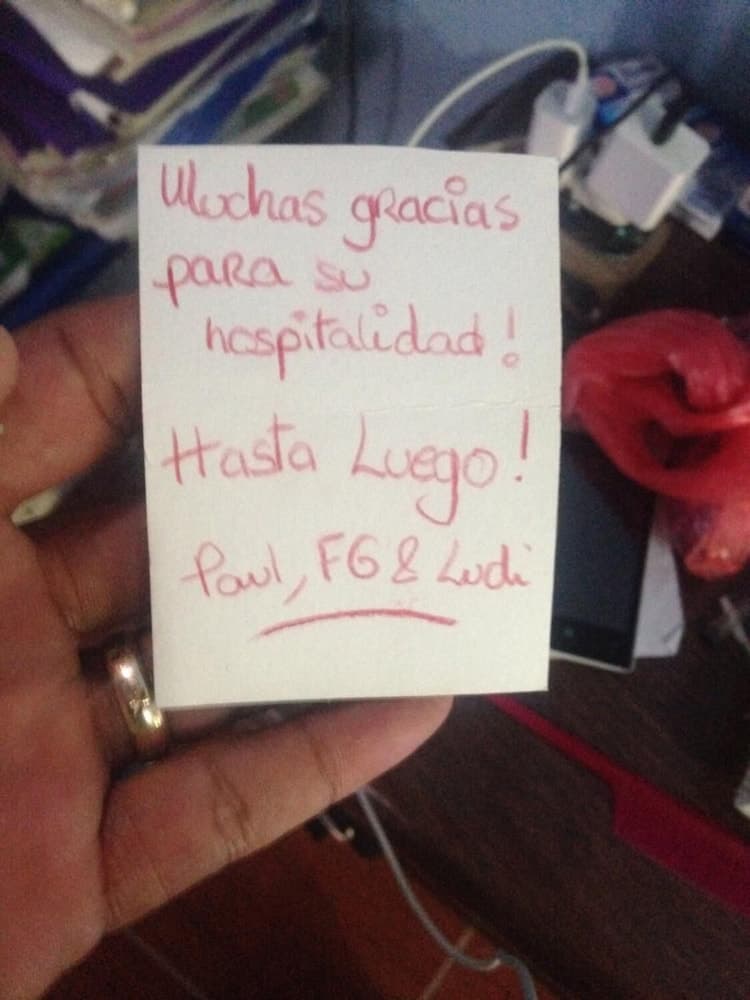 Muchas gracias
para su
hospitalidad!
Hasta Luego!
Paul, FG & Ludi